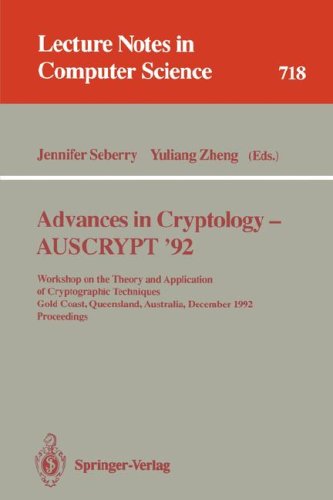 Lecture Notes in
Computer Science 718
Jennifer Seberry Yuliang Zheng (Eds.)
Advances in Cryptology –
AUSCRYPT '92
Workshop on the Theory and Application
of Cryptographic Techniques
Gold Coast, Queensland, Australia, December 1992
Proceedings
Springer-Verlag